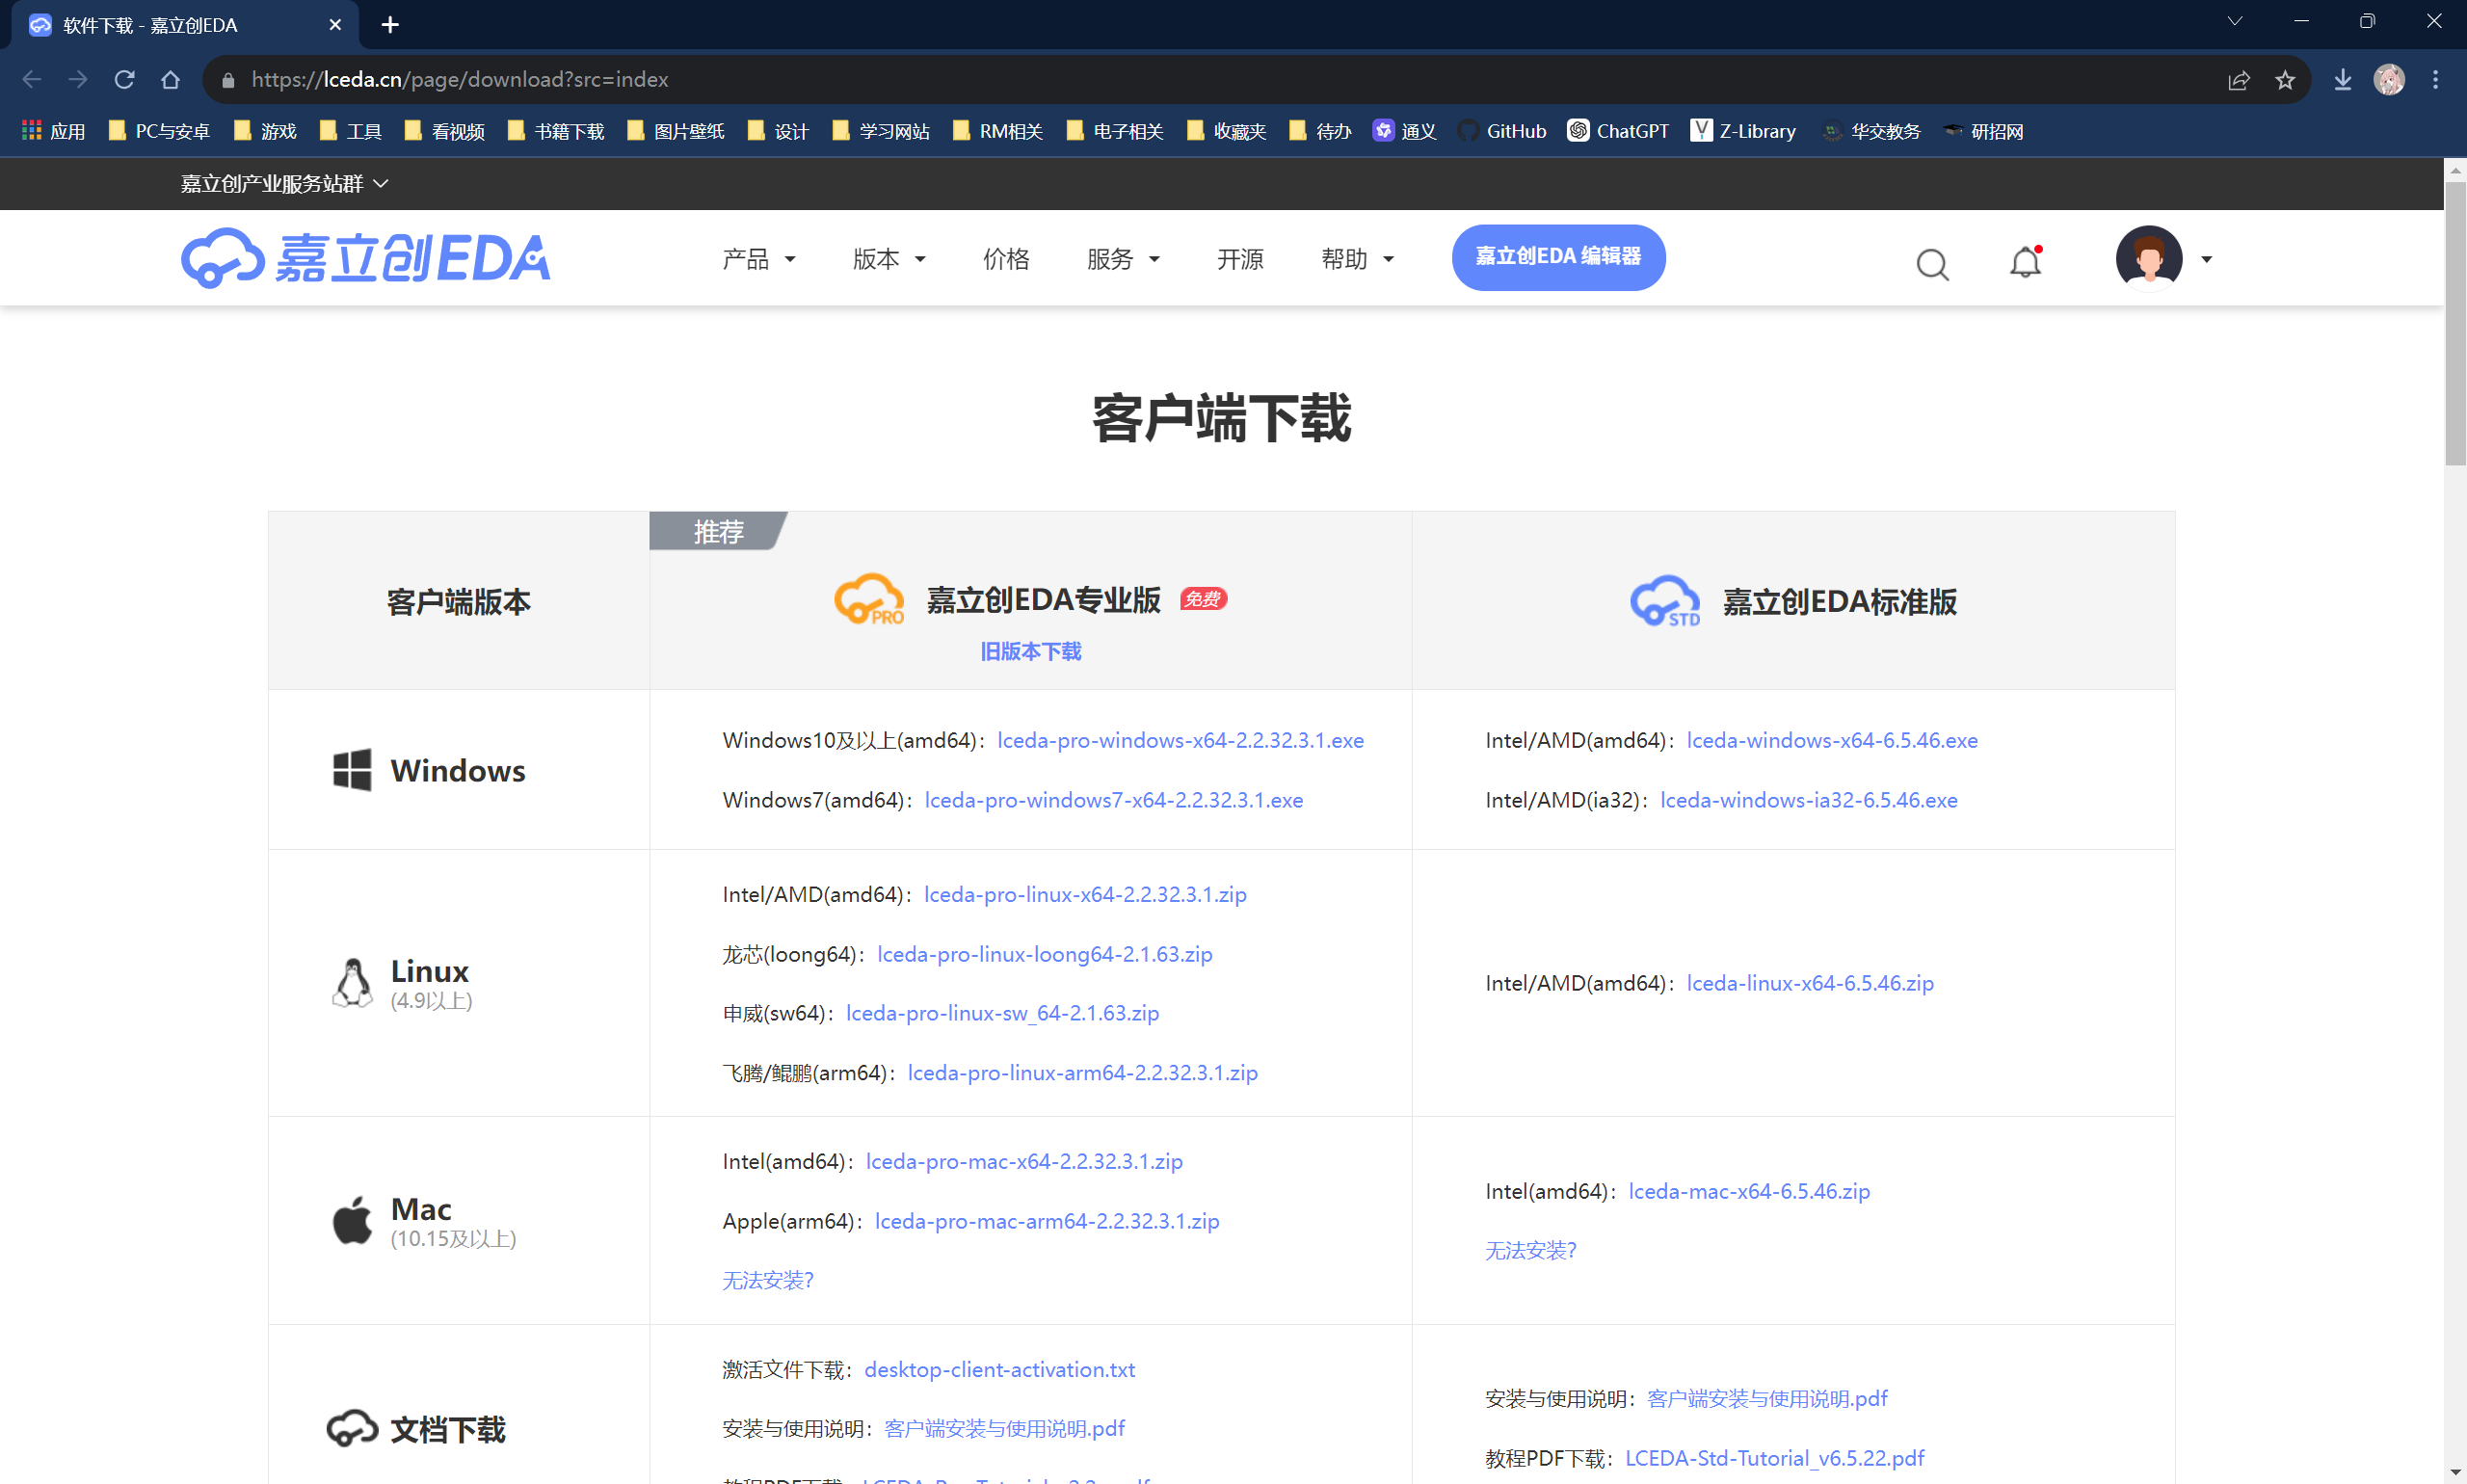 软件下载 - 嘉立创EDA
https://lceda.cn/page/download?src=index
应用 PC与安卓 游戏 工具 看视频 书籍下载 图片壁纸 设计 学习网站 RM相关 电子相关 收藏夹 待办 通义 GitHub ChatGPT Z-Library 华交教务 研招网
嘉立创产业服务站群
嘉立创EDA 产品 版本 价格 服务 开源 帮助 嘉立创EDA 编辑器
客户端下载
推荐
客户端版本 PRO 嘉立创EDA专业版 免费 STD 嘉立创EDA标准版
旧版本下载
Windows
Windows10及以上(amd64)：lceda-pro-windows-x64-2.2.32.3.1.exe
Windows7(amd64)：lceda-pro-windows7-x64-2.2.32.3.1.exe
Intel/AMD(amd64)：lceda-windows-x64-6.5.46.exe
Intel/AMD(ia32)：lceda-windows-ia32-6.5.46.exe
Linux
(4.9以上)
Intel/AMD(amd64)：lceda-pro-linux-x64-2.2.32.3.1.zip
龙芯(loong64)：lceda-pro-linux-loong64-2.1.63.zip
申威(sw64)：lceda-pro-linux-sw_64-2.1.63.zip
飞腾/鲲鹏(arm64)：lceda-pro-linux-arm64-2.2.32.3.1.zip
Intel/AMD(amd64)：lceda-linux-x64-6.5.46.zip
Mac
(10.15及以上)
Intel(amd64)：lceda-pro-mac-x64-2.2.32.3.1.zip
Apple(arm64)：lceda-pro-mac-arm64-2.2.32.3.1.zip
无法安装?
Intel(amd64)：lceda-mac-x64-6.5.46.zip
无法安装?
文档下载
激活文件下载：desktop-client-activation.txt
安装与使用说明：客户端安装与使用说明.pdf
安装与使用说明：客户端安装与使用说明.pdf
教程PDF下载：LCEDA-Std-Tutorial_v6.5.22.pdf